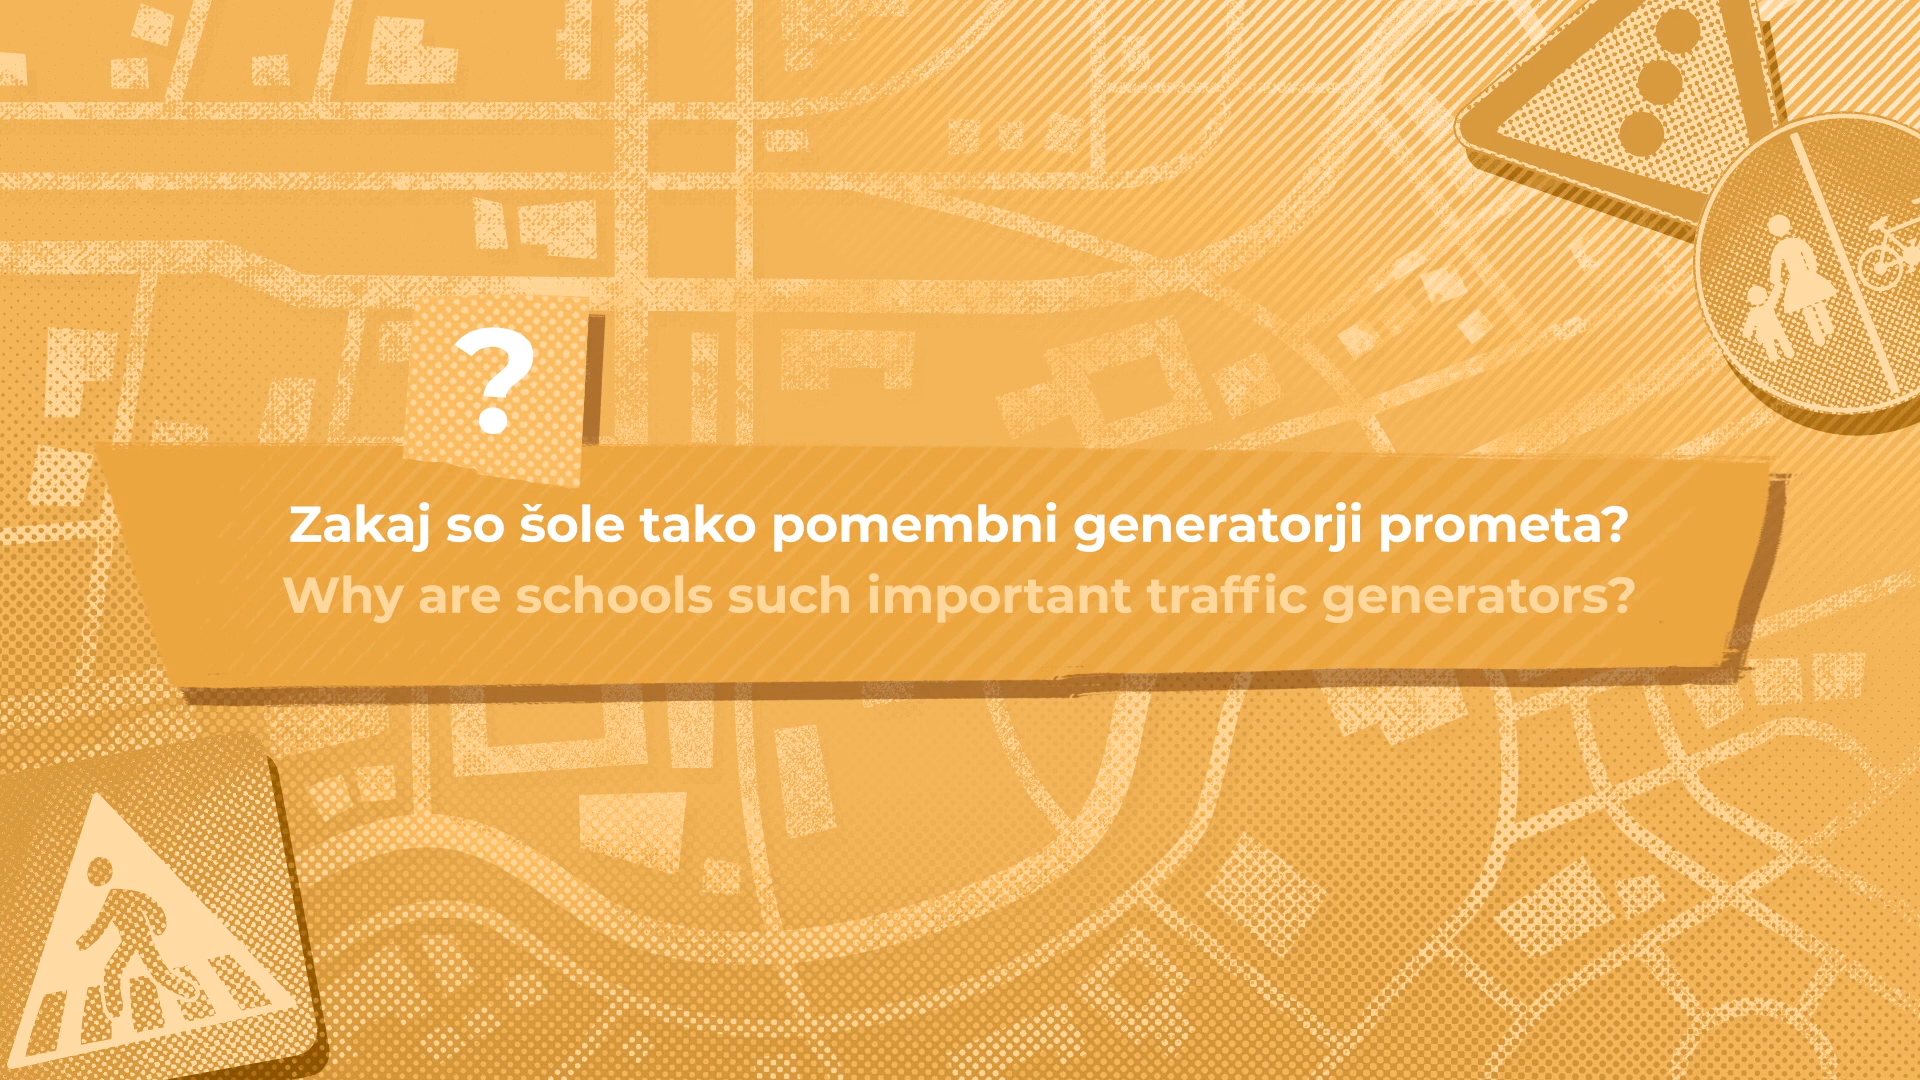 ?
Zakaj so šole tako pomembni generatorji prometa?
Why are schools such important traffic generators?